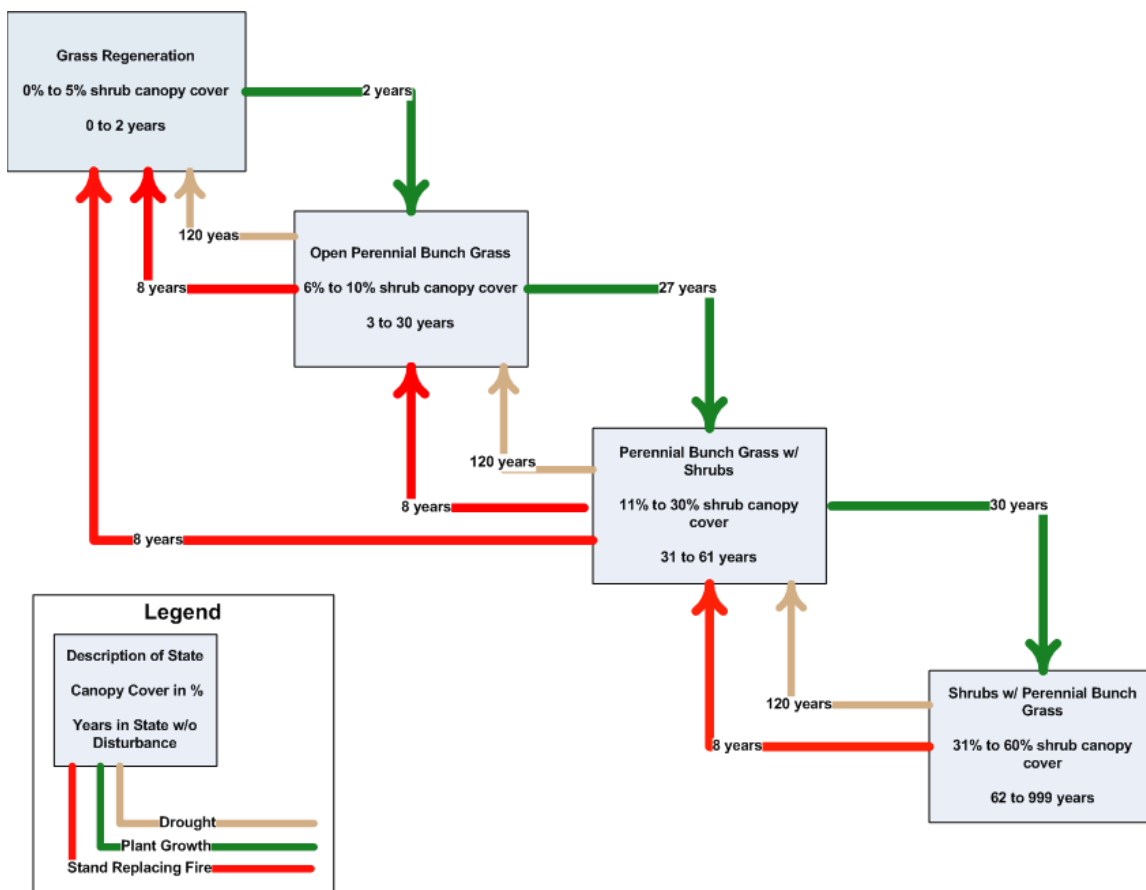 Grass Regeneration
0% to 5% shrub canopy cover
0 to 2 years
2 years
120 yeas
8 years
Open Perennial Bunch Grass
6% to 10% shrub canopy cover
3 to 30 years
27 years
120 years
8 years
8 years
Perennial Bunch Grass w/
Shrubs
11% to 30% shrub canopy
cover
31 to 61 years
30 years
120 years
8 years
Shrubs w/ Perennial Bunch
Grass
31% to 60% shrub canopy
cover
62 to 999 years
Legend
Description of State
Canopy Cover in %
Years in State w/o
Disturbance
Drought
Plant Growth
Stand Replacing Fire